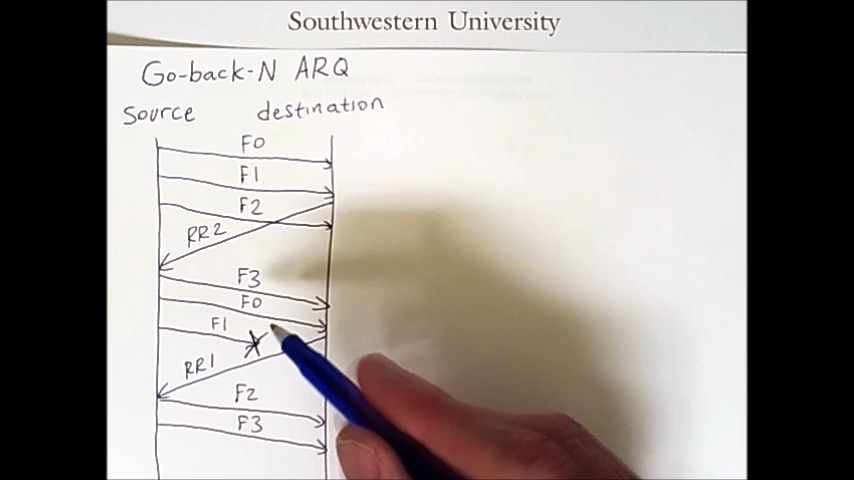 Southwestern University
Go-back-N ARQ
Source destination
F0
F1
F2
RR2
F3
F0
F1
RR1
F2
F3